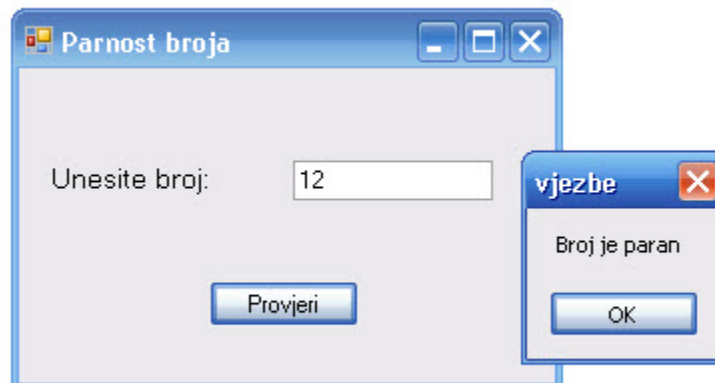 Parnost broja
Unesite broj:
12
Provjeri
vjezbe
Broj je paran
OK